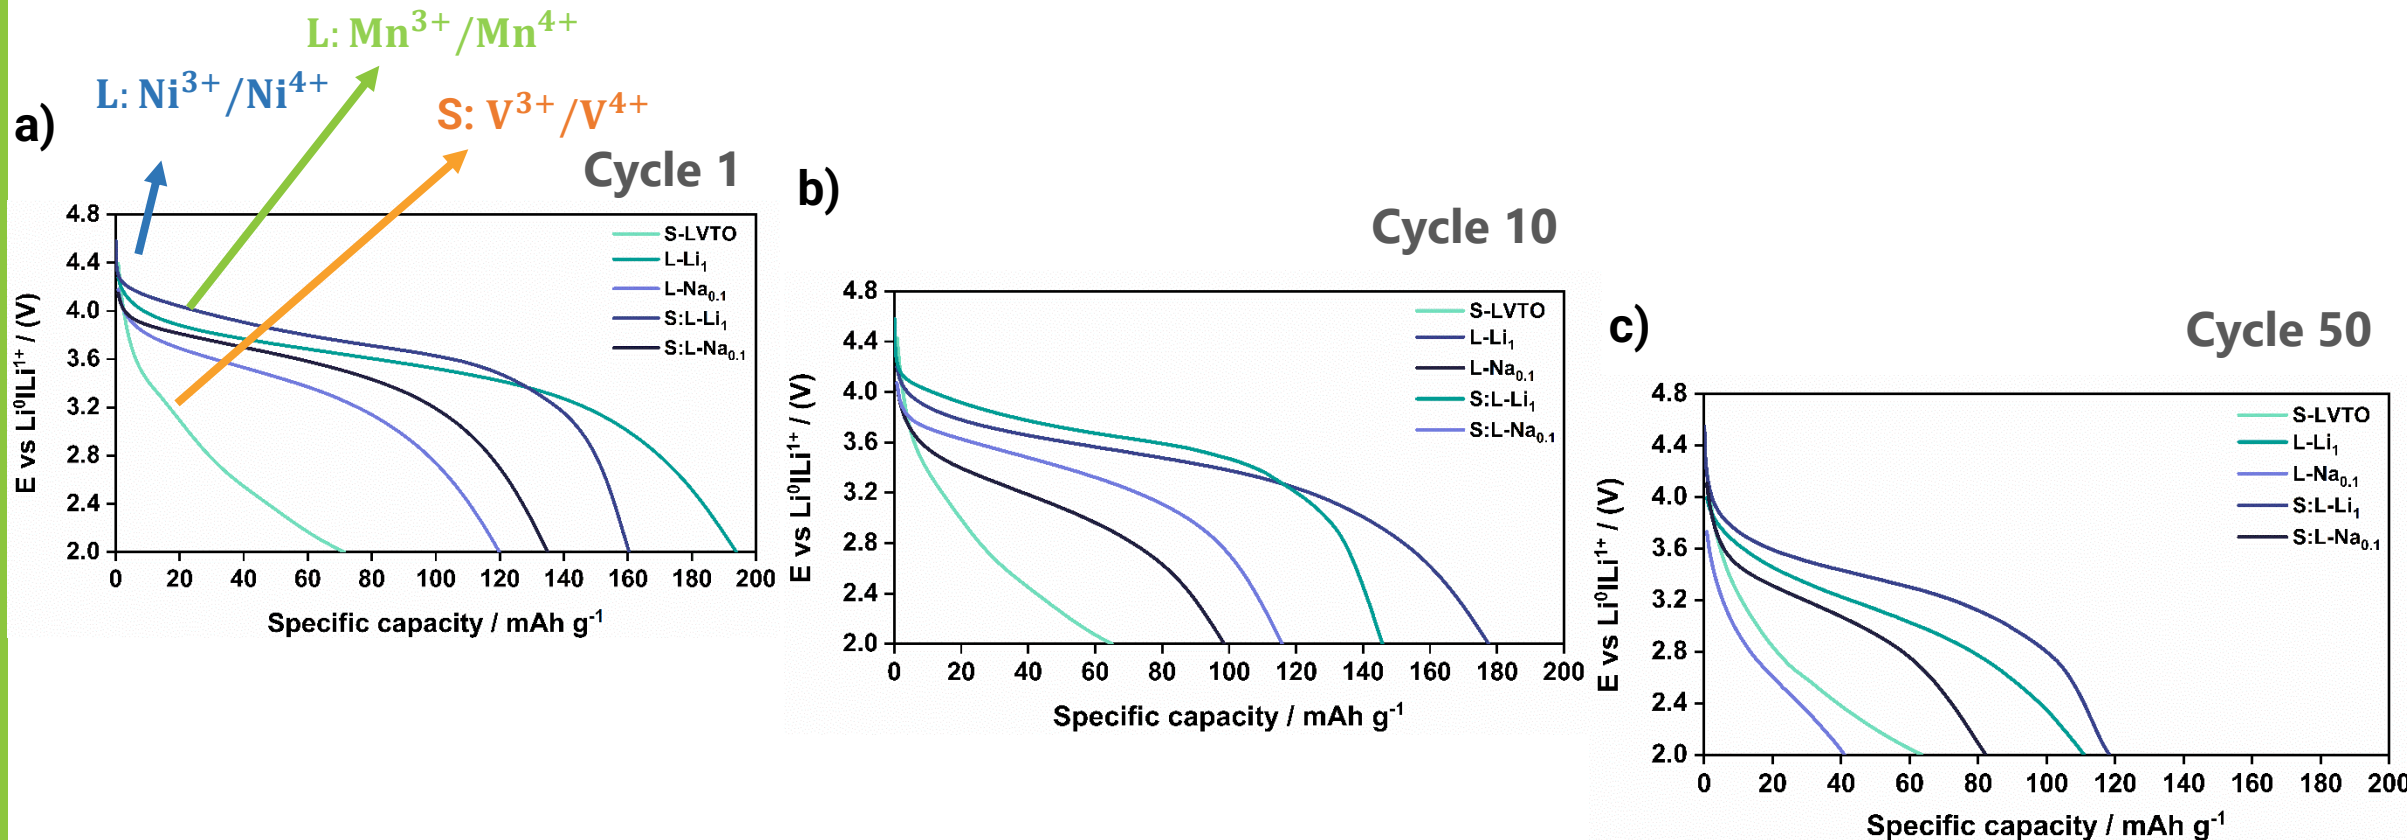 L: Mn³⁺/Mn⁴⁺
L: Ni³⁺/Ni⁴⁺
S: V³⁺/V⁴⁺
a)
Cycle 1
4.8
4.4
4.0
3.6
3.2
2.8
2.4
2.0
E vs Li⁰lLi¹⁺ / (V)
S-LVTO
L-Li₁
L-Na₀.₁
S:L-Li₁
S:L-Na₀.₁
0 20 40 60 80 100 120 140 160 180 200
Specific capacity / mAh g⁻¹
b)
Cycle 10
4.8
4.4
4.0
3.6
3.2
2.8
2.4
2.0
E vs Li⁰lLi¹⁺ / (V)
S-LVTO
L-Li₁
L-Na₀.₁
S:L-Li₁
S:L-Na₀.₁
0 20 40 60 80 100 120 140 160 180 200
Specific capacity / mAh g⁻¹
c)
Cycle 50
4.8
4.4
4.0
3.6
3.2
2.8
2.4
2.0
E vs Li⁰lLi¹⁺ / (V)
S-LVTO
L-Li₁
L-Na₀.₁
S:L-Li₁
S:L-Na₀.₁
0 20 40 60 80 100 120 140 160 180 200
Specific capacity / mAh g⁻¹